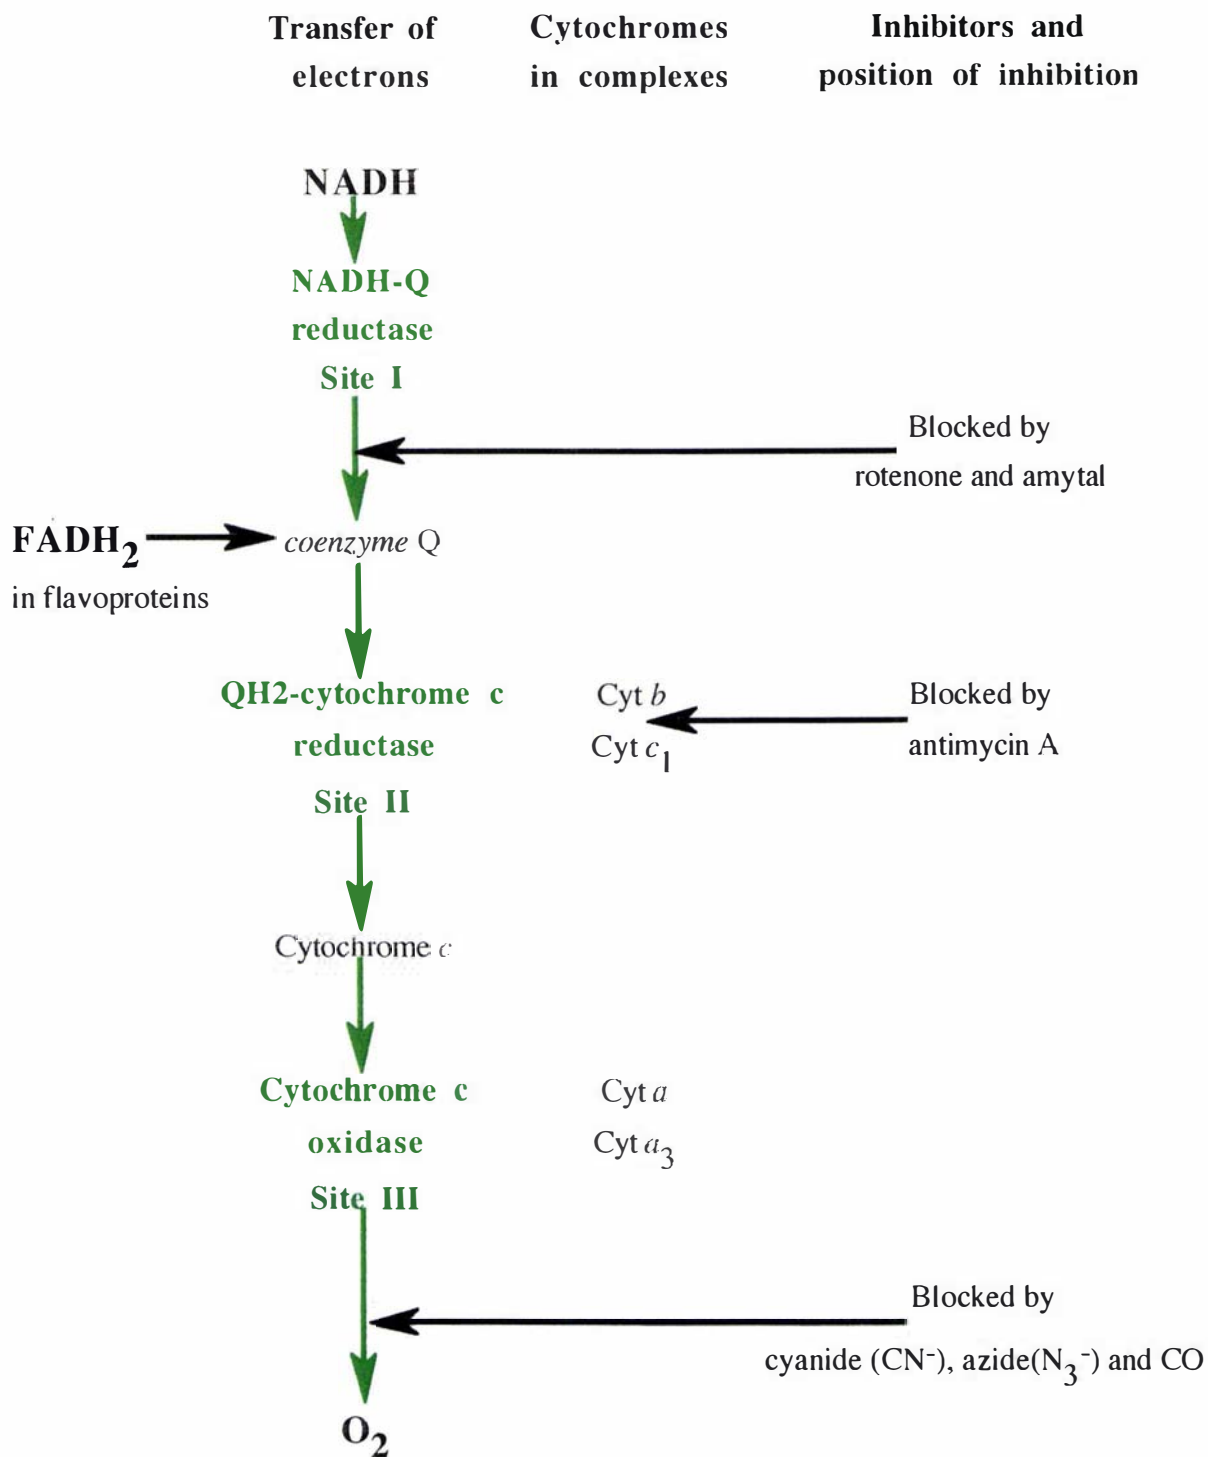 Transfer of electrons
Cytochromes in complexes
Inhibitors and position of inhibition
NADH
NADH-Q
reductase
Site I
Blocked by
rotenone and amytal
FADH₂
in flavoproteins
coenzyme Q
QH2-cytochrome c
reductase
Site II
Cyt b
Cyt c₁
Blocked by
antimycin A
Cytochrome c
Cytochrome c
oxidase
Site III
Cyt a
Cyt a₃
Blocked by
cyanide (CN⁻), azide(N₃⁻) and CO
O₂